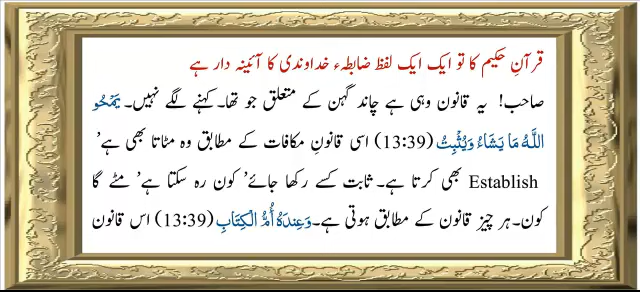 قرآنِ حکیم کا تو ایک ایک لفظ ضابطہء خداوندی کا آئینہ دار ہے
صاحب! یہ قانون وہی ہے چاند گہن کے متعلق جو تھا۔ کہنے لگے نہیں۔ یَمْحُو
اللَّهُ مَا يَشَاءُ وَيُثْبِتُ (13:39) اسی قانونِ مکافات کے مطابق وہ مٹاتا بھی ہے’
Establish بھی کرتا ہے۔ ثابت کسے رکھا جائے’ کون رہ سکتا ہے’ مٹے گا
کون۔ ہر چیز قانون کے مطابق ہوتی ہے۔ وَعِندَهُ أُمُّ الْكِتَابِ (13:39) اس قانون